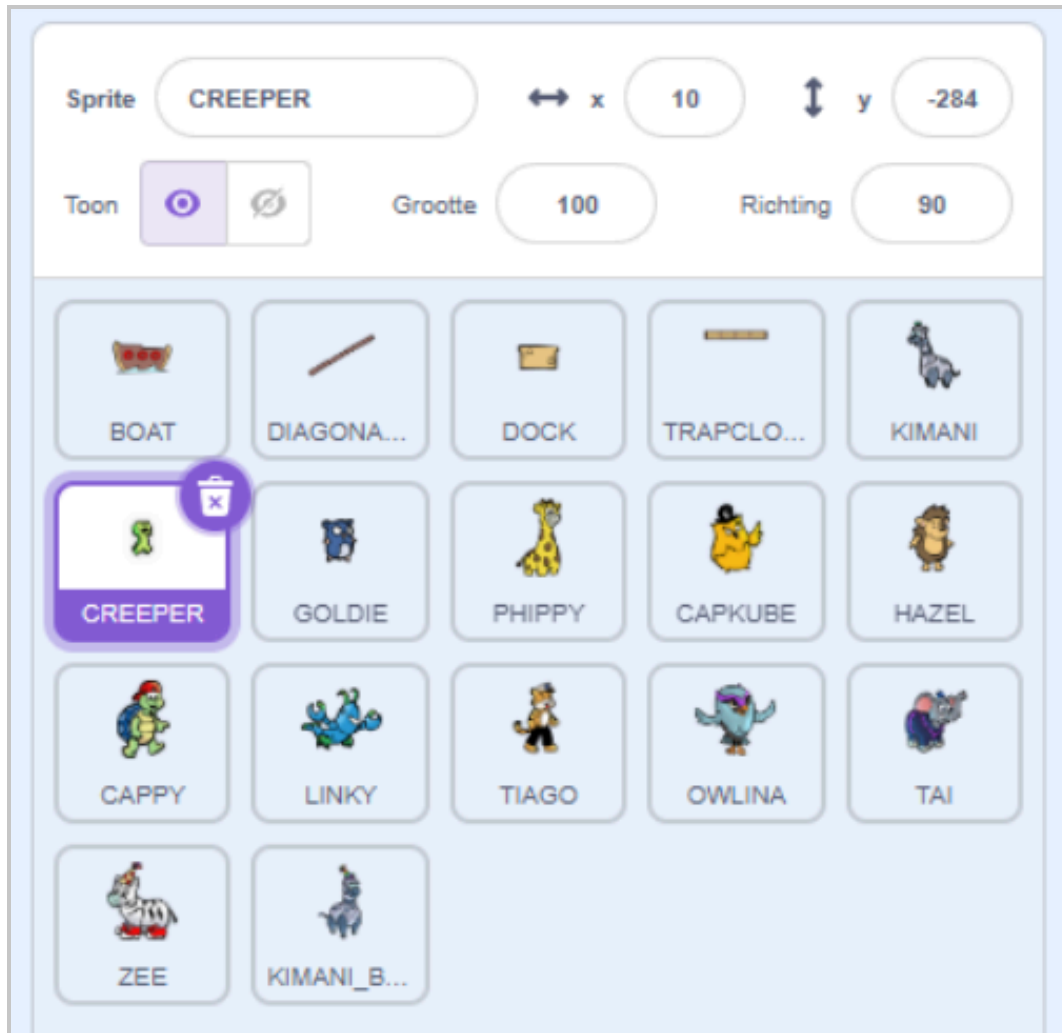 Sprite CREEPER x 10 y -284
Toon Grootte 100 Richting 90
BOAT DIAGONA... DOCK TRAPCLO... KIMANI
CREEPER GOLDIE PHIPPY CAPKUBE HAZEL
CAPPY LINKY TIAGO OWLINA TAI
ZEE KIMANI_B...